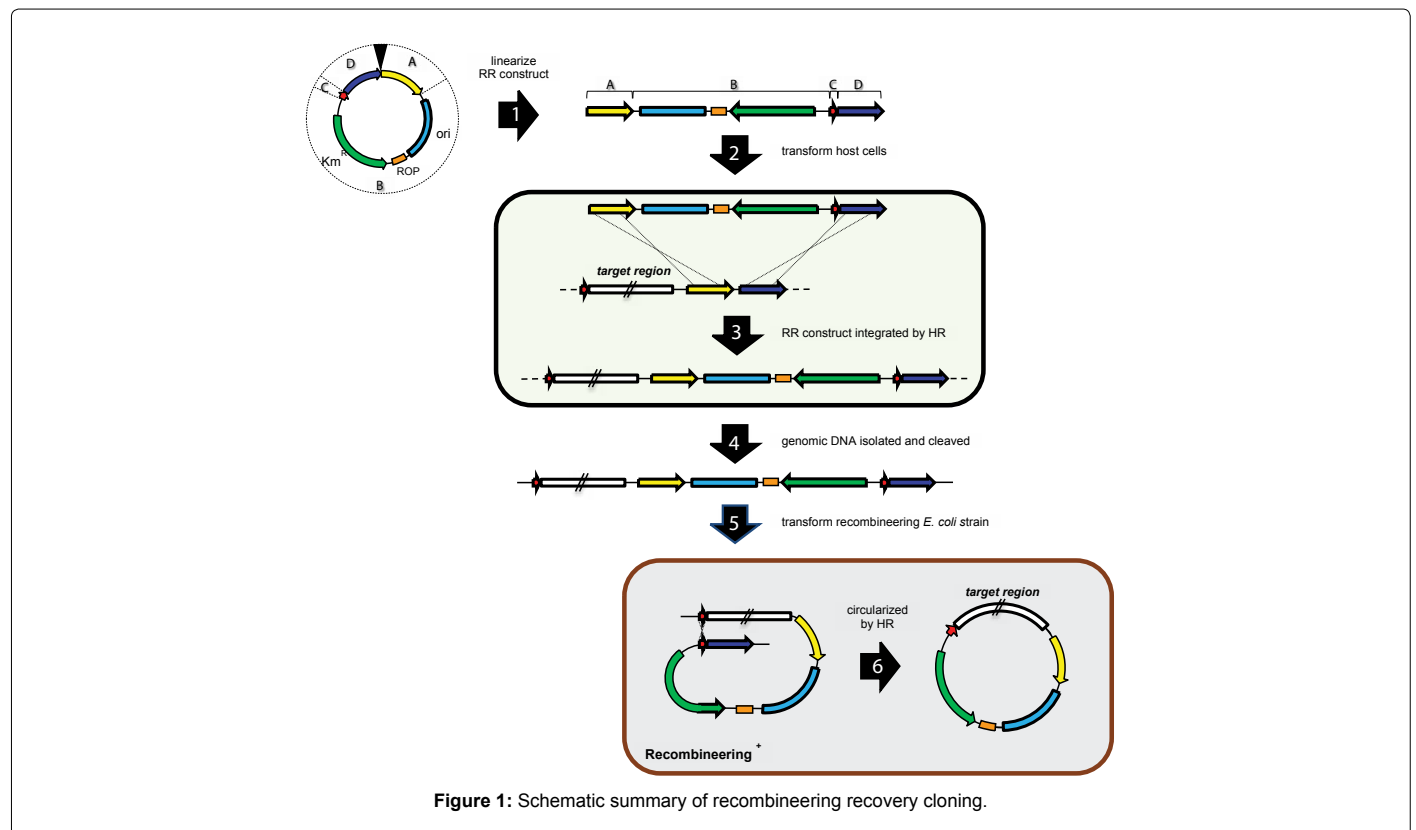 D
A
C
ori
Km
R
ROP
B
linearize
RR construct
1
A
B
C
D
2
transform host cells
target region
3
RR construct integrated by HR
4
genomic DNA isolated and cleaved
5
transform recombineering E. coli strain
circularized
by HR
6
target region
Recombineering +
Figure 1: Schematic summary of recombineering recovery cloning.